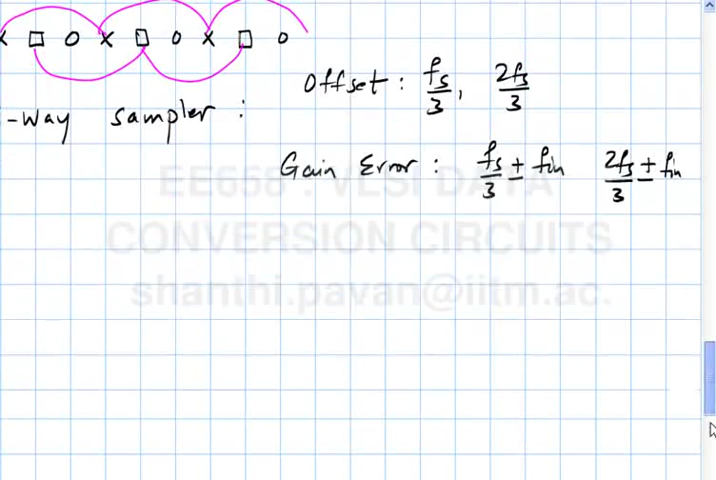 x □ o x □ o x □ o
-way sampler :
Offset : fs/3, 2fs/3
Gain Error : fs/3 ± fin 2fs/3 ± fin
EE658 VLSI DATA
CONVERSION CIRCUITS
shanthi.pavan@iitm.ac.